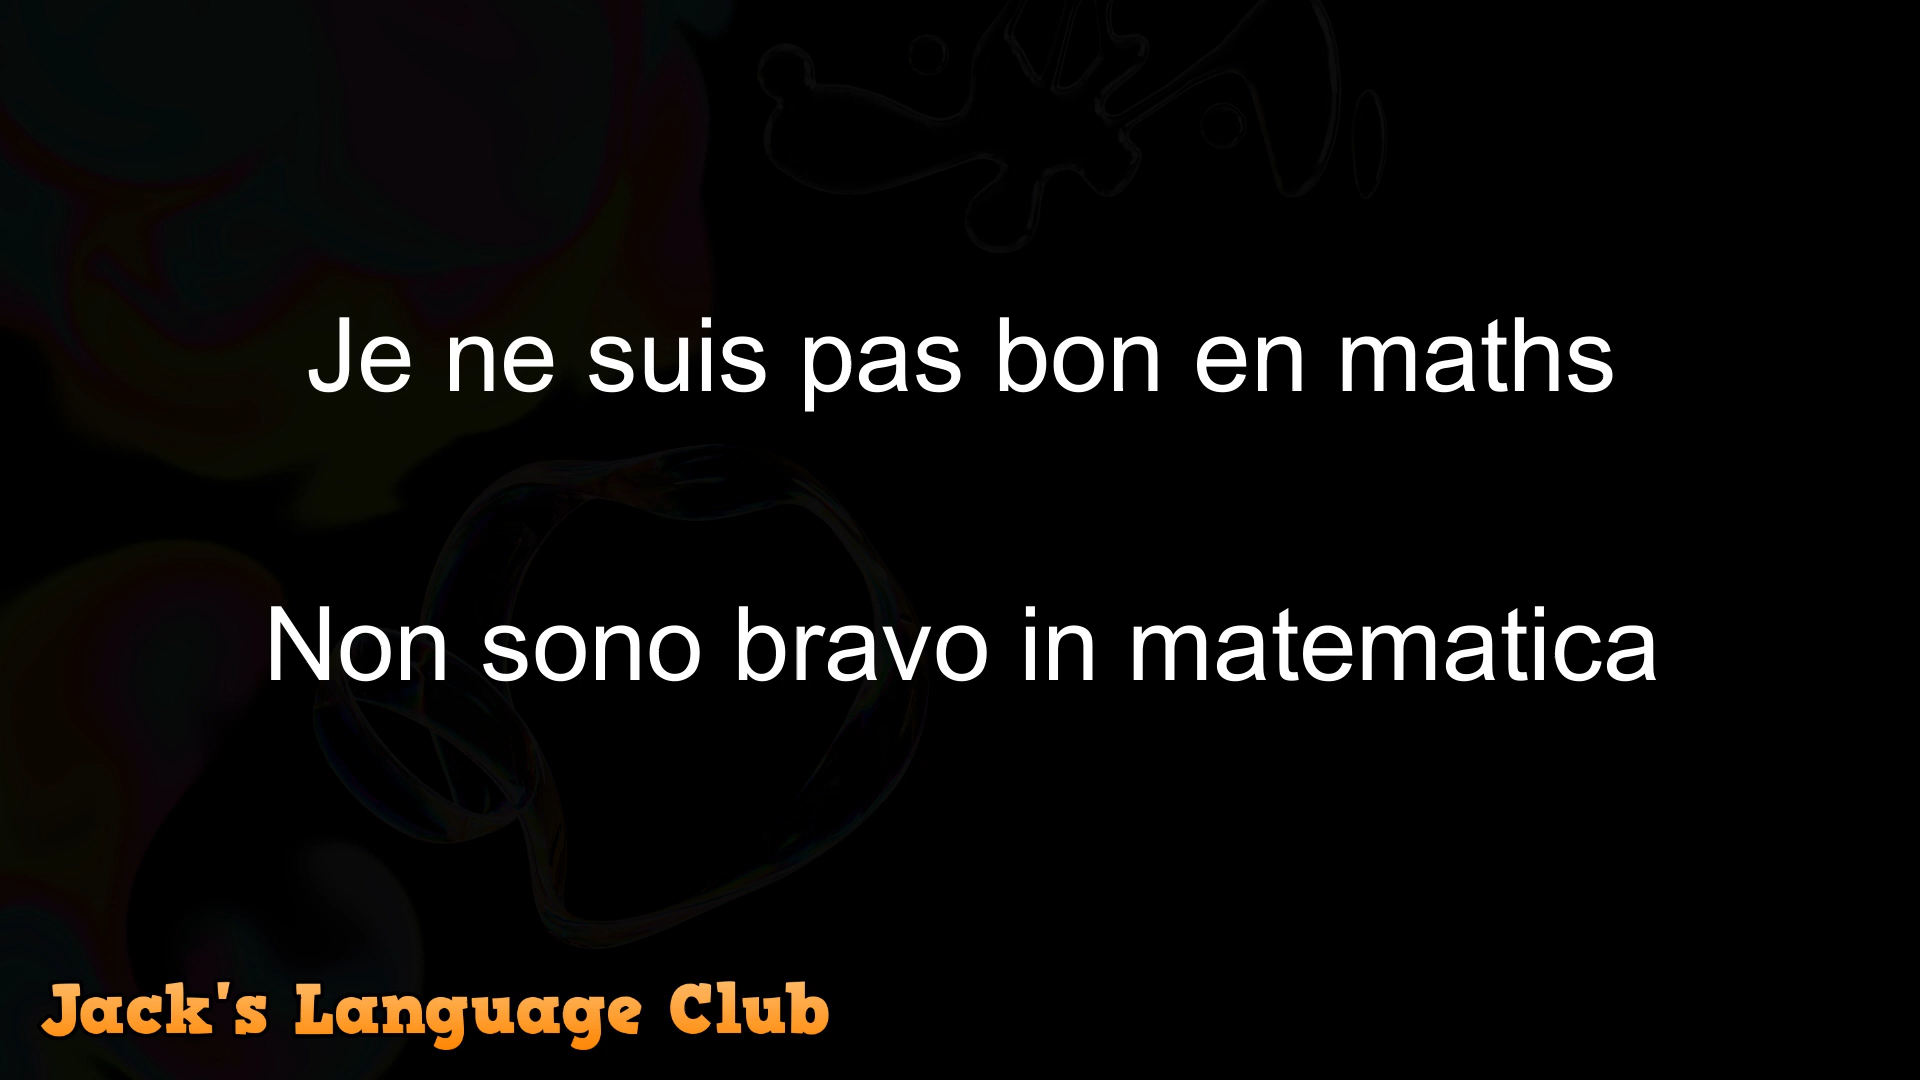 Je ne suis pas bon en maths
Non sono bravo in matematica
Jack's Language Club